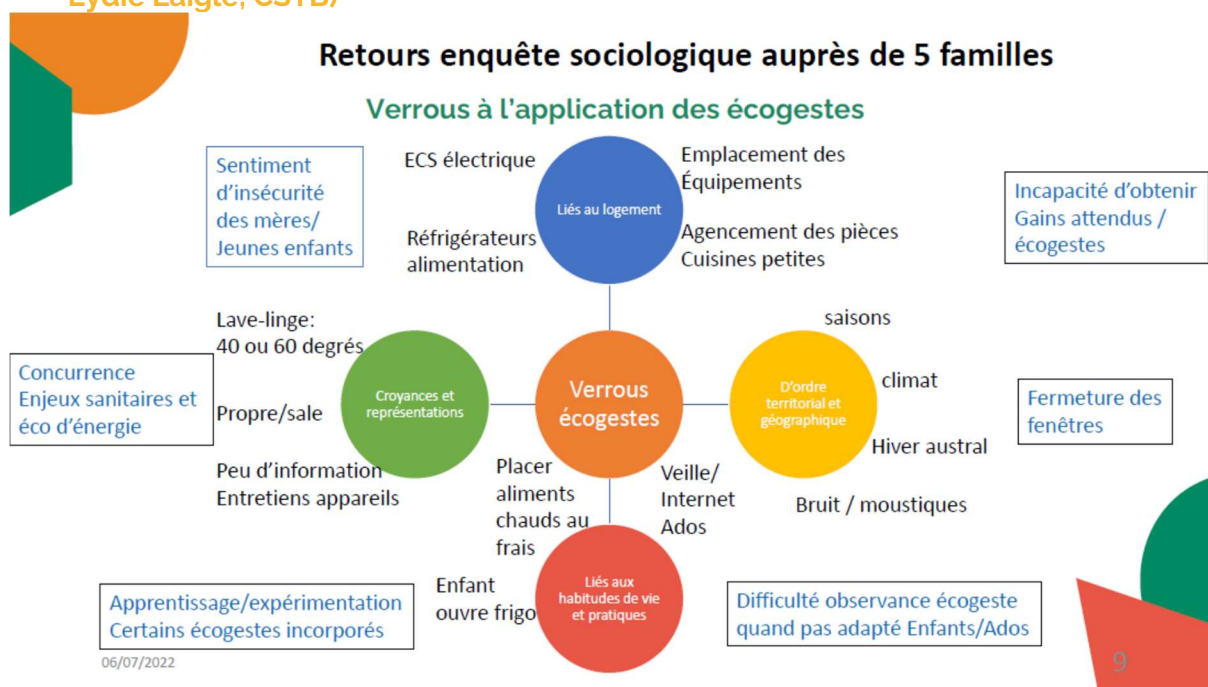 Lydie Laigle, CSTB)
Retours enquête sociologique auprès de 5 familles
Verrous à l'application des écogestes
Sentiment
d'insécurité
des mères/
Jeunes enfants
ECS électrique
Réfrigérateurs
alimentation
Liés au logement
Emplacement des
Équipements
Agencement des pièces
Cuisines petites
Incapacité d'obtenir
Gains attendus /
écogestes
Lave-linge:
40 ou 60 degrés
Concurrence
Enjeux sanitaires et
éco d'énergie
Propre/sale
Peu d'information
Entretiens appareils
Croyances et
représentations
Verrous
écogestes
D'ordre
territorial et
géographique
saisons
climat
Hiver austral
Bruit / moustiques
Fermeture des
fenêtres
Placer
aliments
chauds au
frais
Veille/
Internet
Ados
Enfant
ouvre frigo
Liés aux
habitudes de vie
et pratiques
Apprentissage/expérimentation
Certains écogestes incorporés
Difficulté observance écogeste
quand pas adapté Enfants/Ados
06/07/2022
9